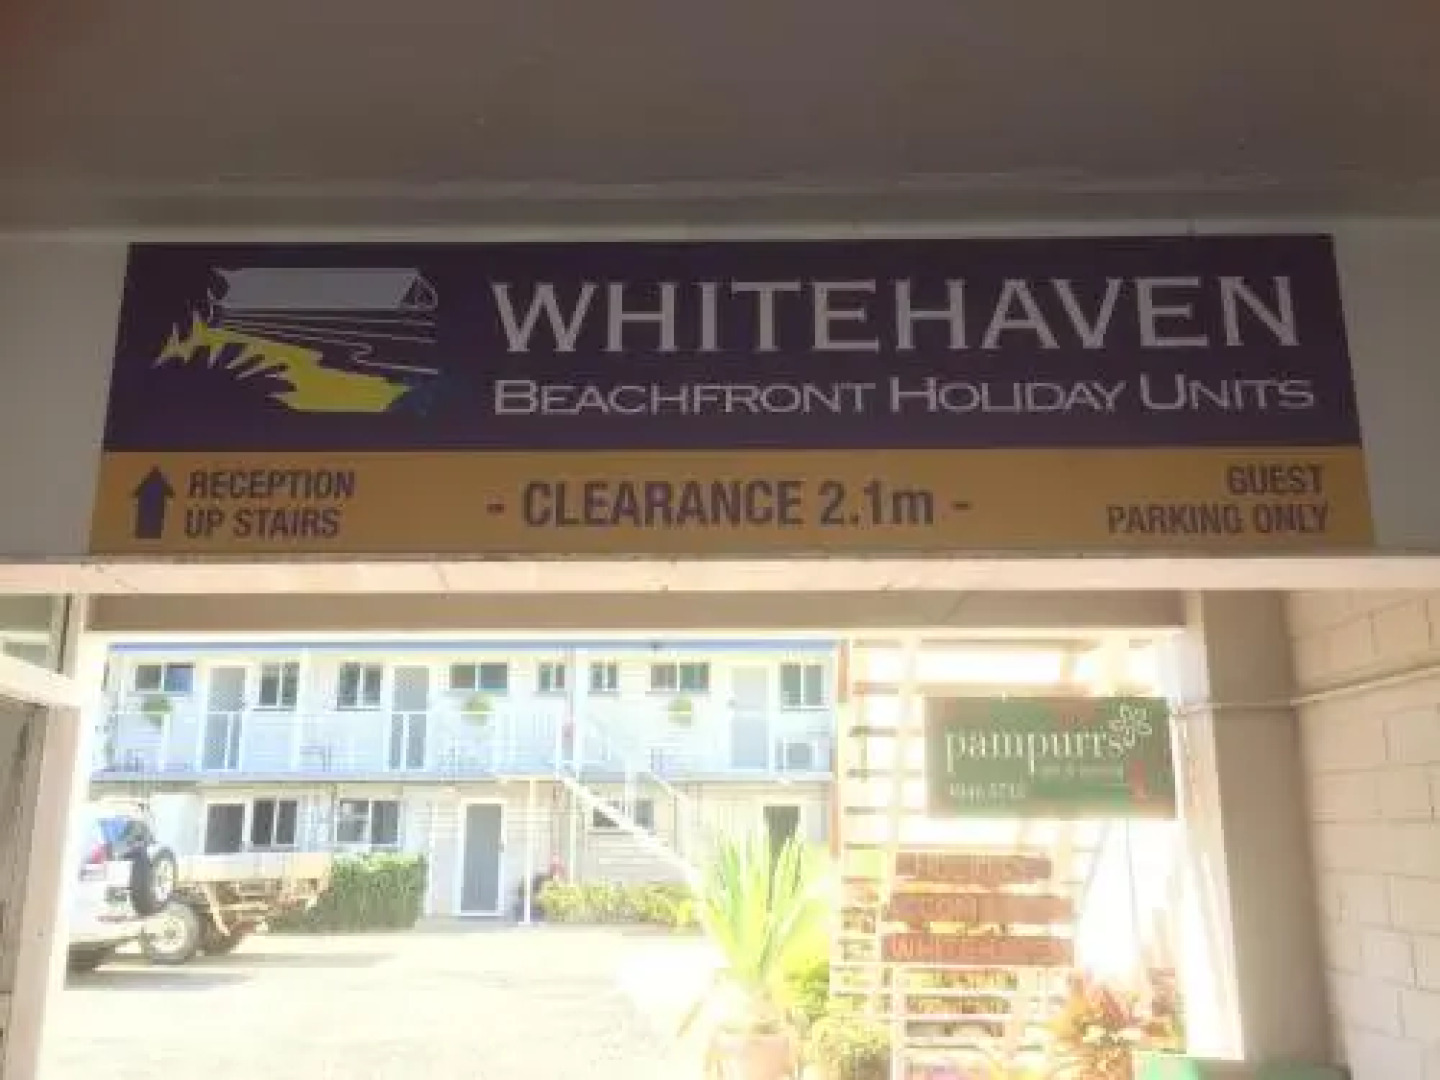 WHITEHAVEN
BEACHFRONT HOLIDAY UNITS
RECEPTION
UP STAIRS
- CLEARANCE 2.1m -
GUEST
PARKING ONLY
pampurrs